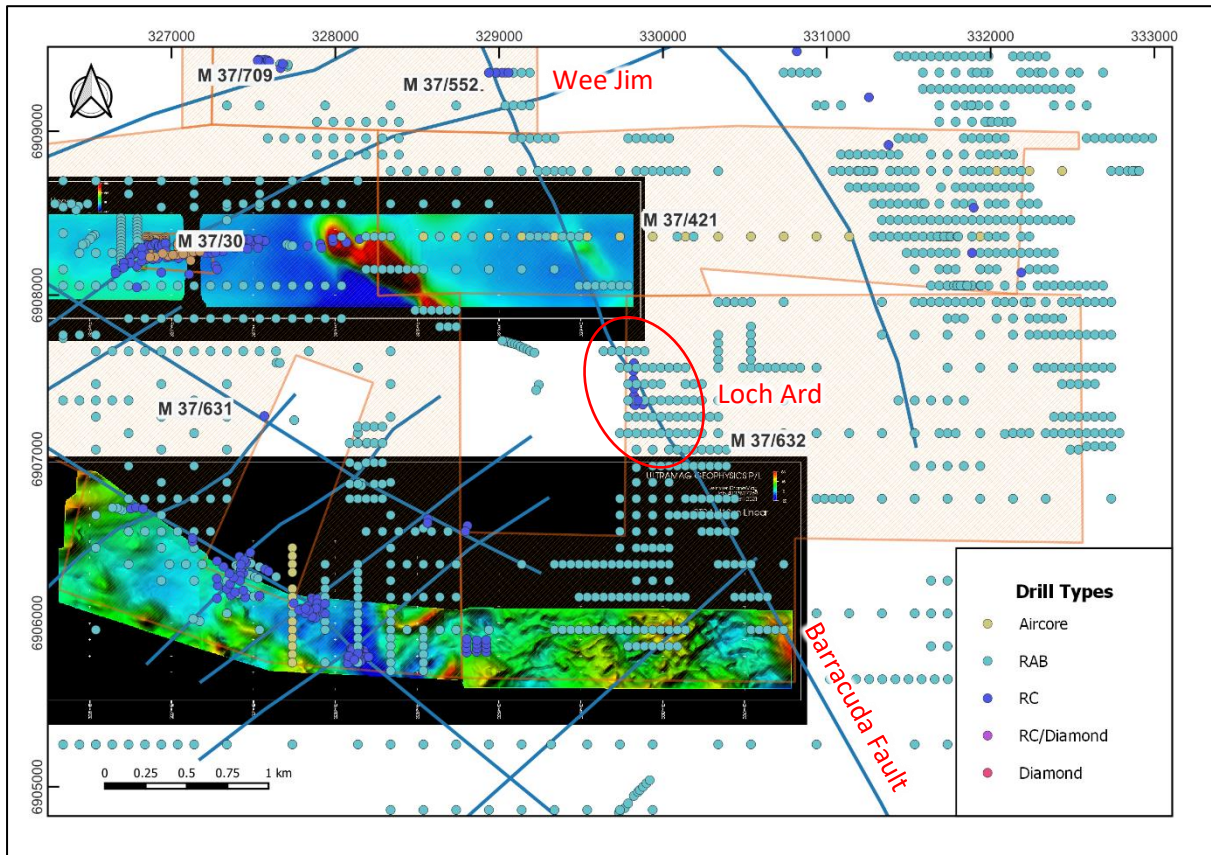 327000 328000 329000 330000 331000 332000 333000
M 37/709
M 37/552.
Wee Jim
6909000
M 37/421
M 37/30
6908000
Loch Ard
M 37/631
M 37/632
6907000
ULTRAMAG GEOPHYSICS P/L
Linear
Drill Types
Aircore
RAB
RC
RC/Diamond
Diamond
6906000
Barracuda Fault
0 0.25 0.5 0.75 1 km
6905000